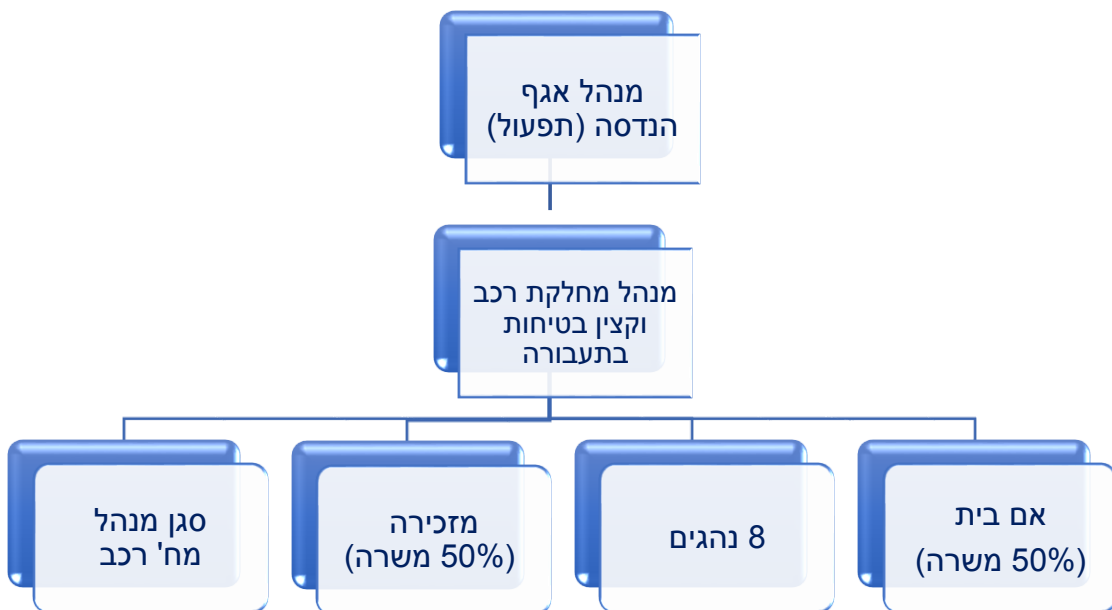 מנהל אגף
הנדסה (תפעול)
מנהל מחלקת רכב
וקצין בטיחות
בתעבורה
אם בית
(50% משרה)
8 נהגים
מזכירה
(50% משרה)
סגן מנהל
מח' רכב